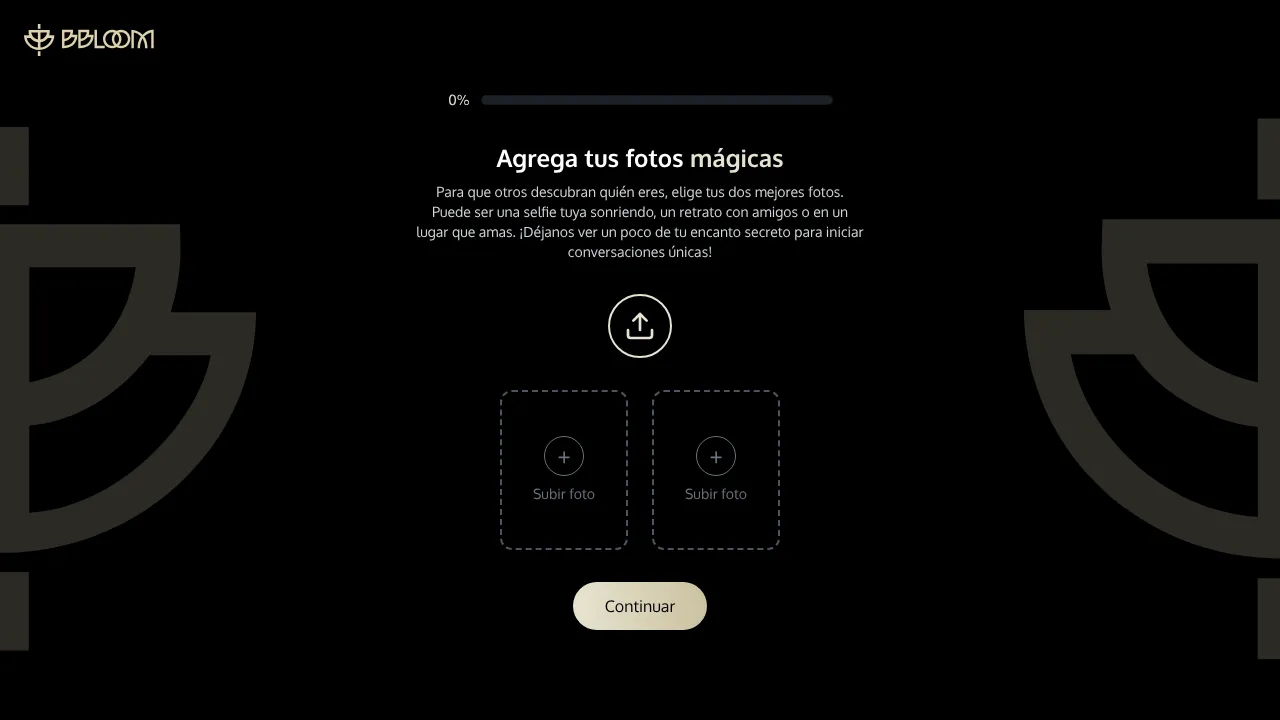 BBLOOM
0%
Agrega tus fotos mágicas
Para que otros descubran quién eres, elige tus dos mejores fotos.
Puede ser una selfie tuya sonriendo, un retrato con amigos o en un
lugar que amas. ¡Déjanos ver un poco de tu encanto secreto para iniciar
conversaciones únicas!
Subir foto
Subir foto
Continuar